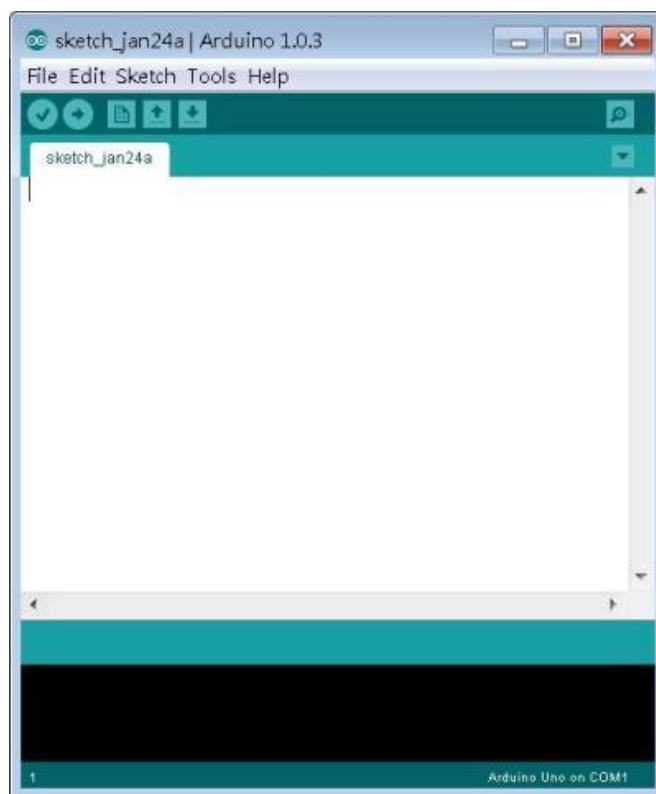 sketch_jan24a | Arduino 1.0.3
File Edit Sketch Tools Help
sketch_jan24a
1 Arduino Uno on COM1